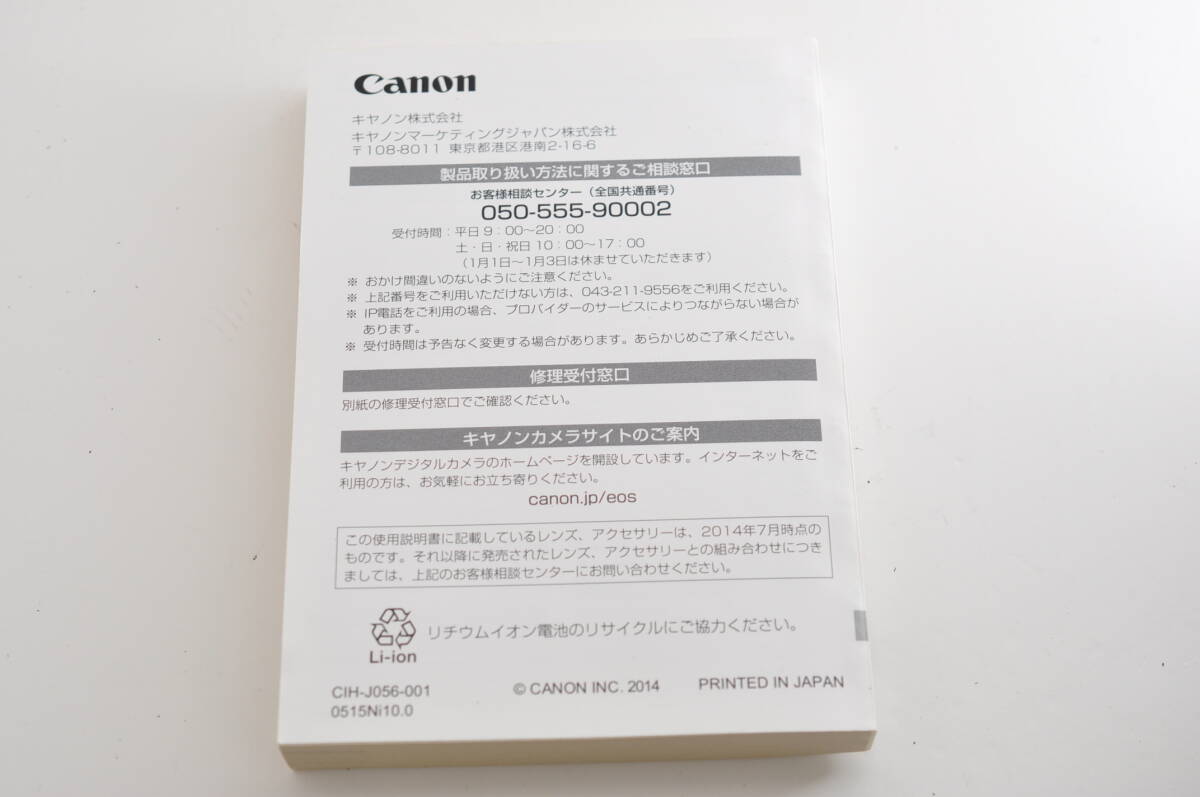 Canon
キヤノン株式会社
キヤノンマーケティングジャパン株式会社
〒108-8011 東京都港区港南2-16-6
製品取り扱い方法に関するご相談窓口
お客様相談センター（全国共通番号）
050-555-90002
受付時間：平日 9：00～20：00
土・日・祝日 10：00～17：00
（1月1日～1月3日は休ませていただきます）
※ おかけ間違いのないようにご注意ください。
※ 上記番号をご利用いただけない方は、043-211-9556をご利用ください。
※ IP電話をご利用の場合、プロバイダーのサービスによりつながらない場合が
あります。
※ 受付時間は予告なく変更する場合があります。あらかじめご了承ください。
修理受付窓口
別紙の修理受付窓口でご確認ください。
キヤノンカメラサイトのご案内
キヤノンデジタルカメラのホームページを開設しています。インターネットをご
利用の方は、お気軽にお立ち寄りください。
canon.jp/eos
この使用説明書に記載しているレンズ、アクセサリーは、2014年7月時点の
ものです。それ以降に発売されたレンズ、アクセサリーとの組み合わせにつき
ましては、上記のお客様相談センターにお問い合わせください。
リチウムイオン電池のリサイクルにご協力ください。
Li-ion
CIH-J056-001 © CANON INC. 2014 PRINTED IN JAPAN
0515Ni10.0